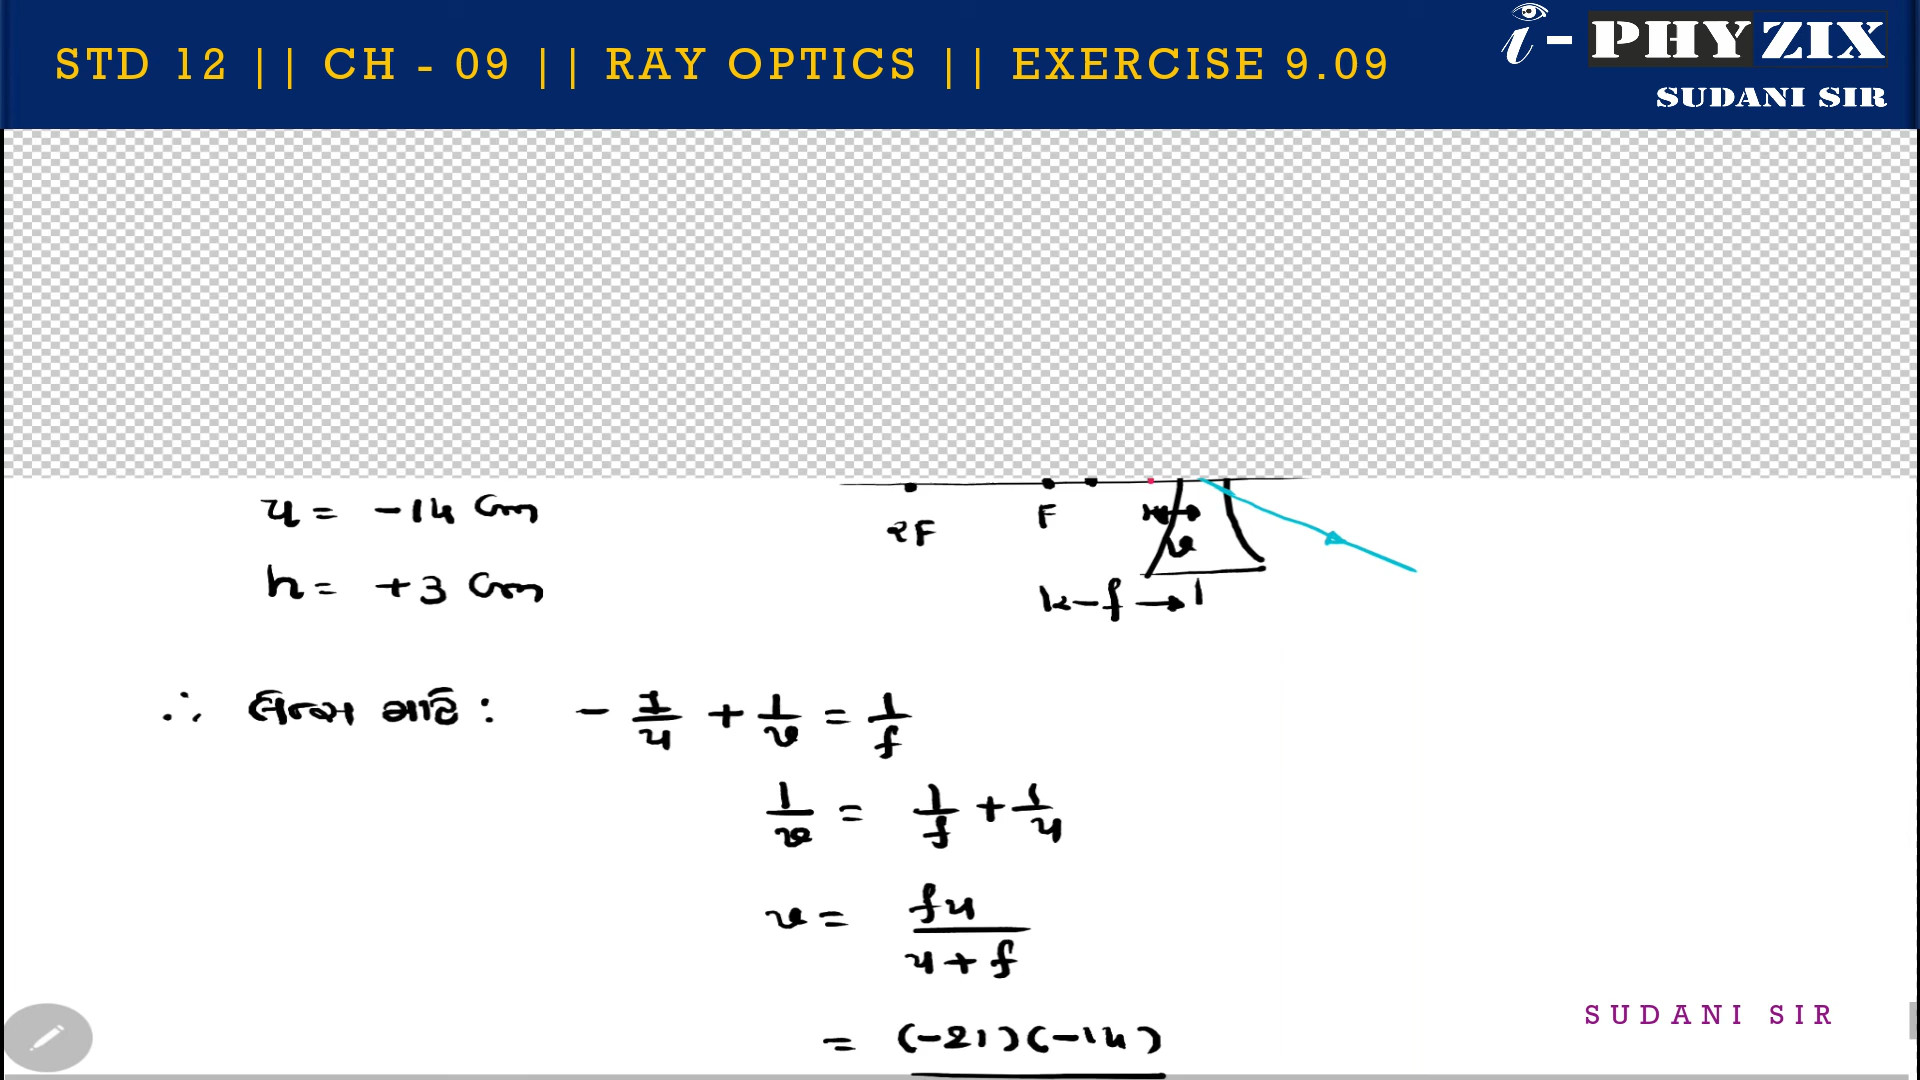 STD 12 || CH - 09 || RAY OPTICS || EXERCISE 9.09
i-PHYZIX
SUDANI SIR
u = -14 cm
h = +3 cm
2F F v
f
∴ લેન્સ માટે : - 1/u + 1/v = 1/f
1/v = 1/f + 1/u
v = fu / u + f
= (-21)(-14)
SUDANI SIR